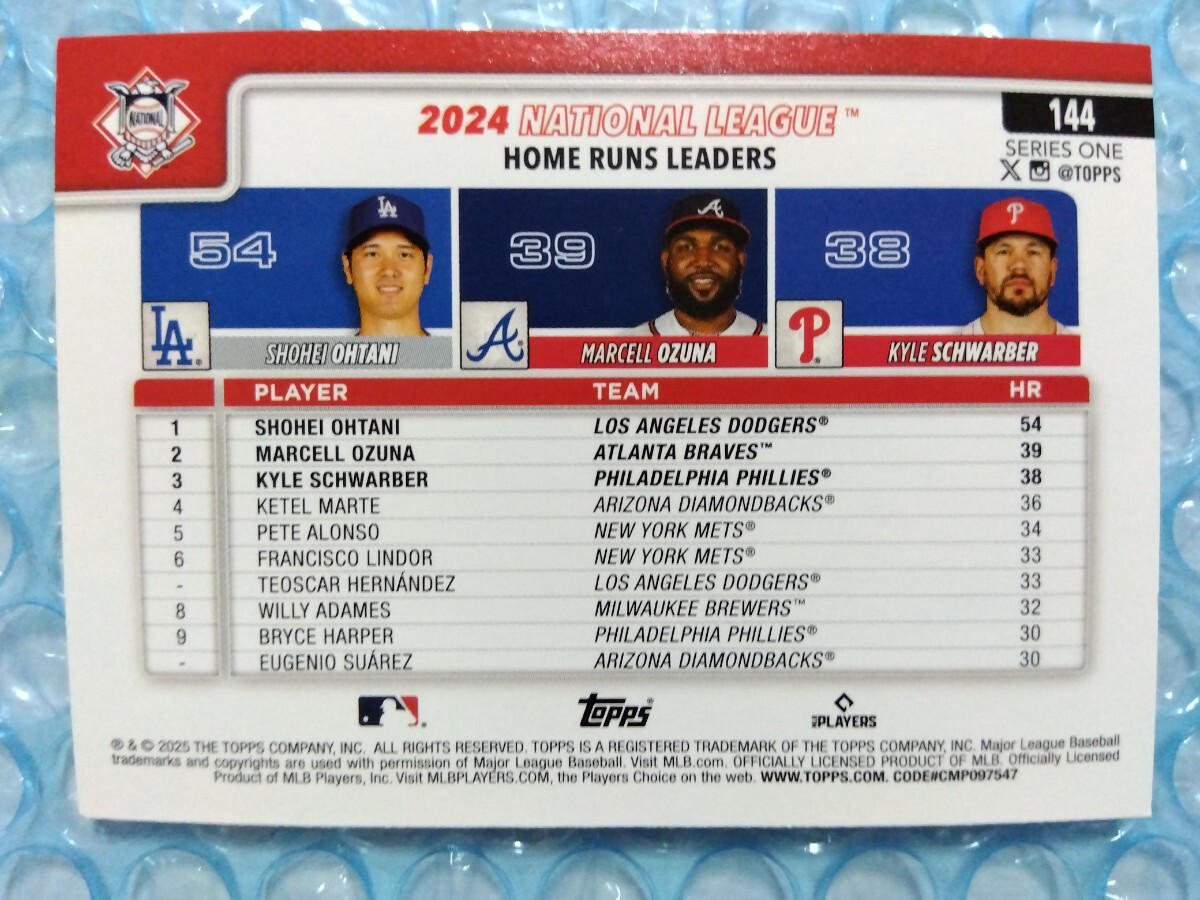 NATIONAL
2024 NATIONAL LEAGUE™
HOME RUNS LEADERS
144
SERIES ONE
X @TOPPS
54
39
38
LA
A
P
SHOHEI OHTANI
MARCELL OZUNA
KYLE SCHWARBER
PLAYER TEAM HR
1 SHOHEI OHTANI LOS ANGELES DODGERS® 54
2 MARCELL OZUNA ATLANTA BRAVES™ 39
3 KYLE SCHWARBER PHILADELPHIA PHILLIES® 38
4 KETEL MARTE ARIZONA DIAMONDBACKS® 36
5 PETE ALONSO NEW YORK METS® 34
6 FRANCISCO LINDOR NEW YORK METS® 33
- TEOSCAR HERNÁNDEZ LOS ANGELES DODGERS® 33
8 WILLY ADAMES MILWAUKEE BREWERS™ 32
9 BRYCE HARPER PHILADELPHIA PHILLIES® 30
- EUGENIO SUÁREZ ARIZONA DIAMONDBACKS® 30
topps®
MLB PLAYERS
® & © 2025 THE TOPPS COMPANY, INC. ALL RIGHTS RESERVED. TOPPS IS A REGISTERED TRADEMARK OF THE TOPPS COMPANY, INC. Major League Baseball
trademarks and copyrights are used with permission of Major League Baseball. Visit MLB.com. OFFICIALLY LICENSED PRODUCT OF MLB. Officially Licensed
Product of MLB Players, Inc. Visit MLBPLAYERS.COM, the Players Choice on the web. WWW.TOPPS.COM. CODE#CMP097547